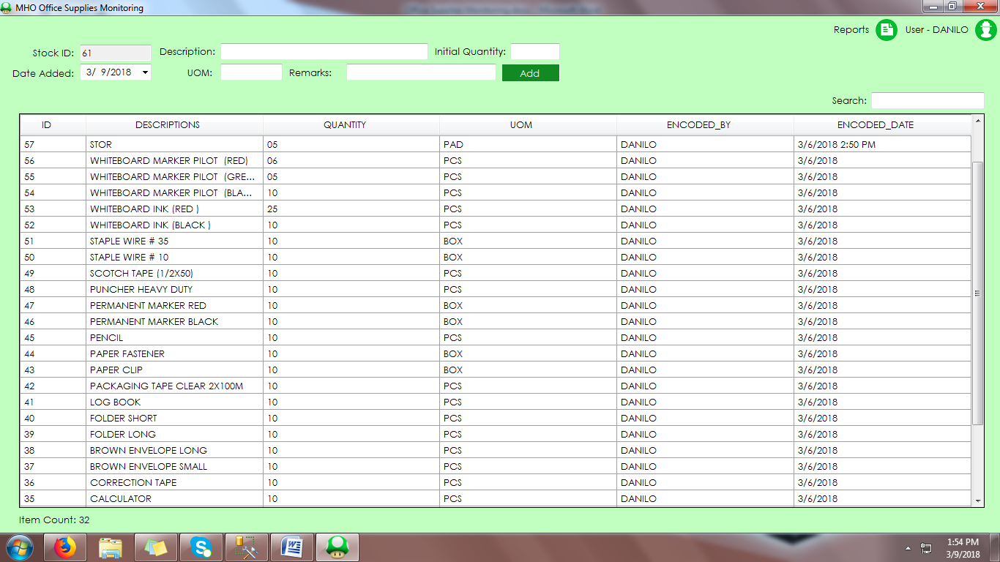 MHO Office Supplies Monitoring
Reports User - DANILO
Stock ID: 61 Description: Initial Quantity:
Date Added: 3/ 9/2018 UOM: Remarks: Add
Search:
ID DESCRIPTIONS QUANTITY UOM ENCODED_BY ENCODED_DATE
57 STOR 05 PAD DANILO 3/6/2018 2:50 PM
56 WHITEBOARD MARKER PILOT (RED) 06 PCS DANILO 3/6/2018
55 WHITEBOARD MARKER PILOT (GRE... 05 PCS DANILO 3/6/2018
54 WHITEBOARD MARKER PILOT (BLA... 10 PCS DANILO 3/6/2018
53 WHITEBOARD INK (RED ) 25 PCS DANILO 3/6/2018
52 WHITEBOARD INK (BLACK ) 10 PCS DANILO 3/6/2018
51 STAPLE WIRE # 35 10 BOX DANILO 3/6/2018
50 STAPLE WIRE # 10 10 BOX DANILO 3/6/2018
49 SCOTCH TAPE (1/2X50) 10 PCS DANILO 3/6/2018
48 PUNCHER HEAVY DUTY 10 PCS DANILO 3/6/2018
47 PERMANENT MARKER RED 10 BOX DANILO 3/6/2018
46 PERMANENT MARKER BLACK 10 BOX DANILO 3/6/2018
45 PENCIL 10 PCS DANILO 3/6/2018
44 PAPER FASTENER 10 BOX DANILO 3/6/2018
43 PAPER CLIP 10 BOX DANILO 3/6/2018
42 PACKAGING TAPE CLEAR 2X100M 10 PCS DANILO 3/6/2018
41 LOG BOOK 10 PCS DANILO 3/6/2018
40 FOLDER SHORT 10 PCS DANILO 3/6/2018
39 FOLDER LONG 10 PCS DANILO 3/6/2018
38 BROWN ENVELOPE LONG 10 PCS DANILO 3/6/2018
37 BROWN ENVELOPE SMALL 10 PCS DANILO 3/6/2018
36 CORRECTION TAPE 10 PCS DANILO 3/6/2018
35 CALCULATOR 10 PCS DANILO 3/6/2018
Item Count: 32
1:54 PM
3/9/2018